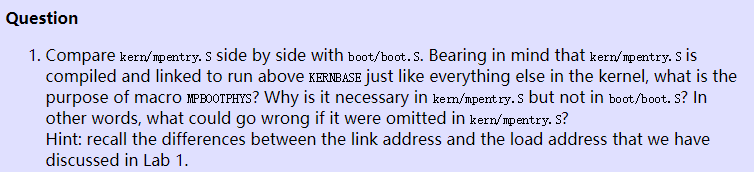 Question
1. Compare kern/mpentry.S side by side with boot/boot.S. Bearing in mind that kern/mpentry.S is
compiled and linked to run above KERNBASE just like everything else in the kernel, what is the
purpose of macro MPBOOTPHYS? Why is it necessary in kern/mpentry.S but not in boot/boot.S? In
other words, what could go wrong if it were omitted in kern/mpentry.S?
Hint: recall the differences between the link address and the load address that we have
discussed in Lab 1.